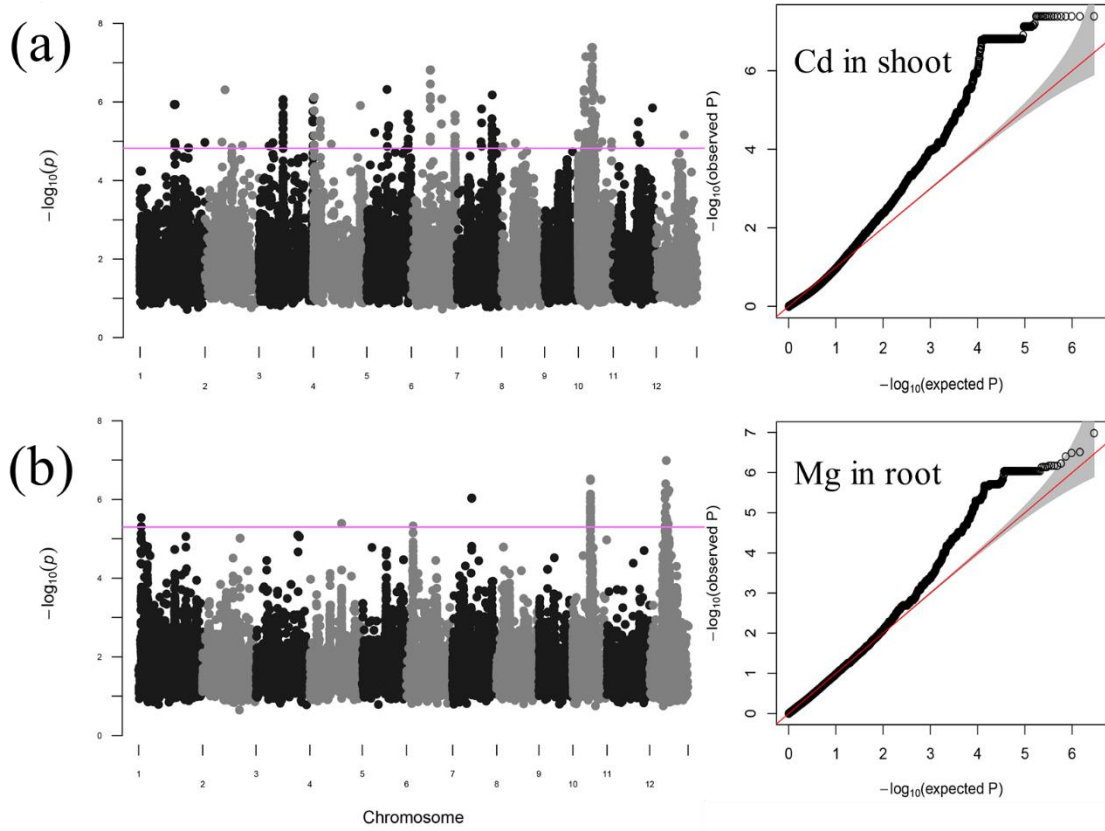 (a)
8
6
4
2
0
−log10(p)
1 2 3 4 5 6 7 8 9 10 11 12
Cd in shoot
−log10(observed P)
6
4
2
0
0 1 2 3 4 5 6
−log10(expected P)
(b)
8
6
4
2
0
−log10(p)
1 2 3 4 5 6 7 8 9 10 11 12
Chromosome
Mg in root
−log10(observed P)
7
6
5
4
3
2
1
0
0 1 2 3 4 5 6
−log10(expected P)